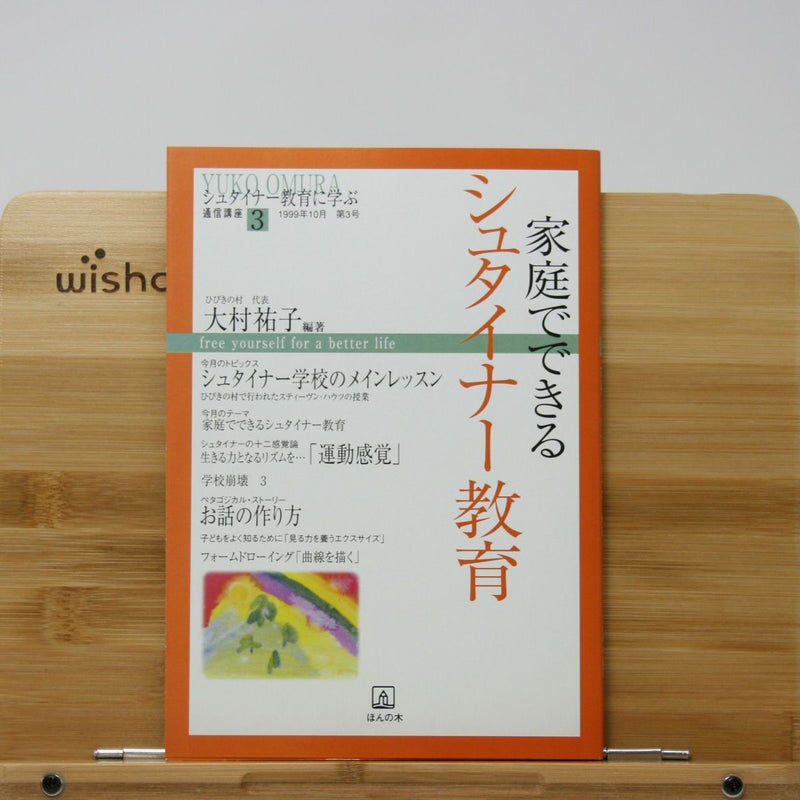 家庭でできる
シュタイナー教育
YUKO OMURA
シュタイナー教育に学ぶ
通信講座 3 1999年10月 第3号
ひびきの村 代表
大村祐子 編著
free yourself for a better life
今月のトピックス
シュタイナー学校のメインレッスン
ひびきの村で行われたスティーヴン・ハウツの授業
今月のテーマ
家庭でできるシュタイナー教育
シュタイナーの十二感覚論
生きる力となるリズムを…「運動感覚」
学校崩壊 3
ペタゴジカル・ストーリー
お話の作り方
子どもをよく知るために「見る力を養うエクスサイズ」
フォームドローイング「曲線を描く」
ほんの木
wisha